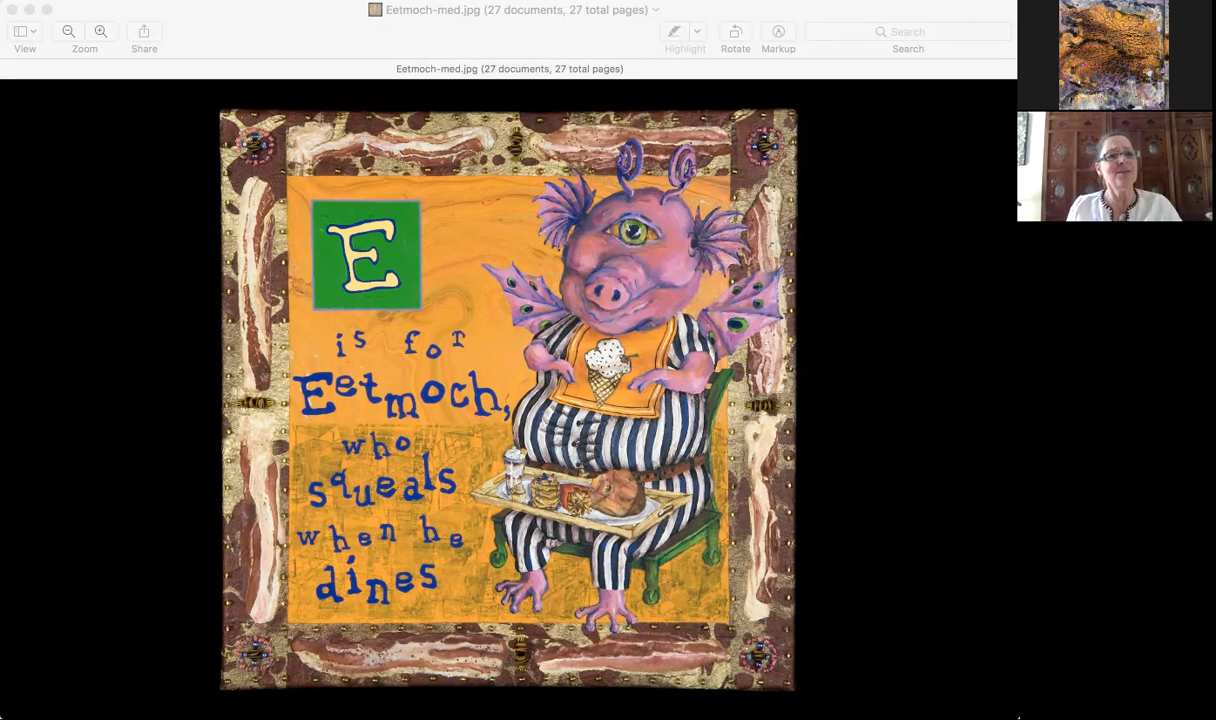 Eetmoch-med.jpg (27 documents, 27 total pages)
View
Zoom
Share
Highlight
Rotate
Markup
Search
Search
Eetmoch-med.jpg (27 documents, 27 total pages)
E
is for
Eetmoch,
who
squeals
when he
dines